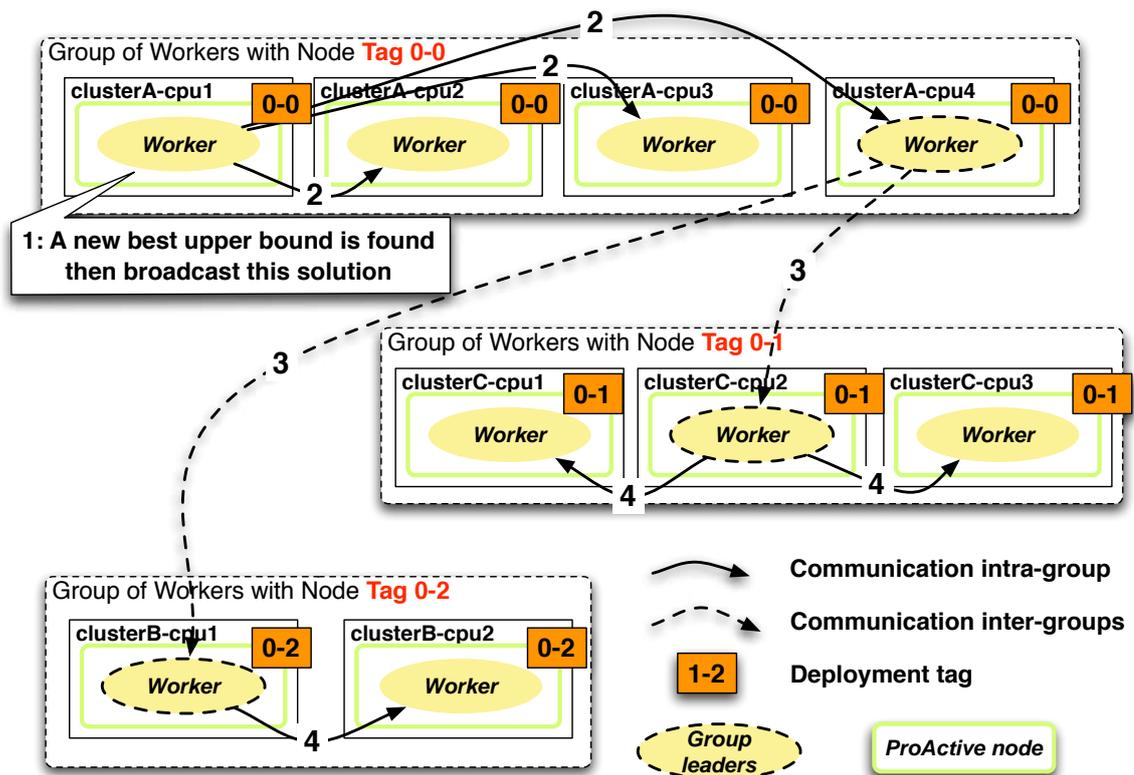 2
Group of Workers with Node Tag 0-0
2
clusterA-cpu1
0-0
clusterA-cpu2
0-0
clusterA-cpu3
0-0
clusterA-cpu4
0-0
Worker
Worker
Worker
Worker
2
1: A new best upper bound is found
then broadcast this solution
3
3
Group of Workers with Node Tag 0-1
clusterC-cpu1
0-1
clusterC-cpu2
0-1
clusterC-cpu3
0-1
Worker
Worker
Worker
4
4
Group of Workers with Node Tag 0-2
clusterB-cpu1
0-2
clusterB-cpu2
0-2
Worker
Worker
4
Communication intra-group
Communication inter-groups
1-2
Deployment tag
Group
leaders
ProActive node